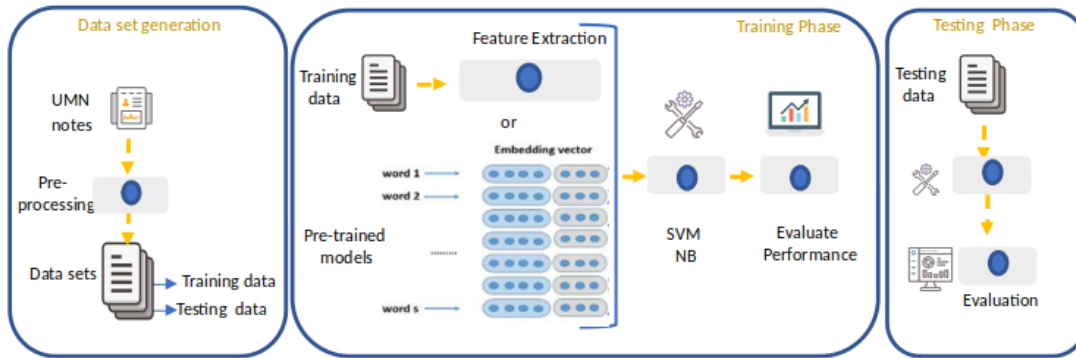 Data set generation
UMN
notes
Pre-
processing
Data sets
Training data
Testing data
Training Phase
Feature Extraction
Training
data
or
Embedding vector
word 1
word 2
Pre-trained
models
.........
word s
SVM
NB
Evaluate
Performance
Testing Phase
Testing
data
Evaluation